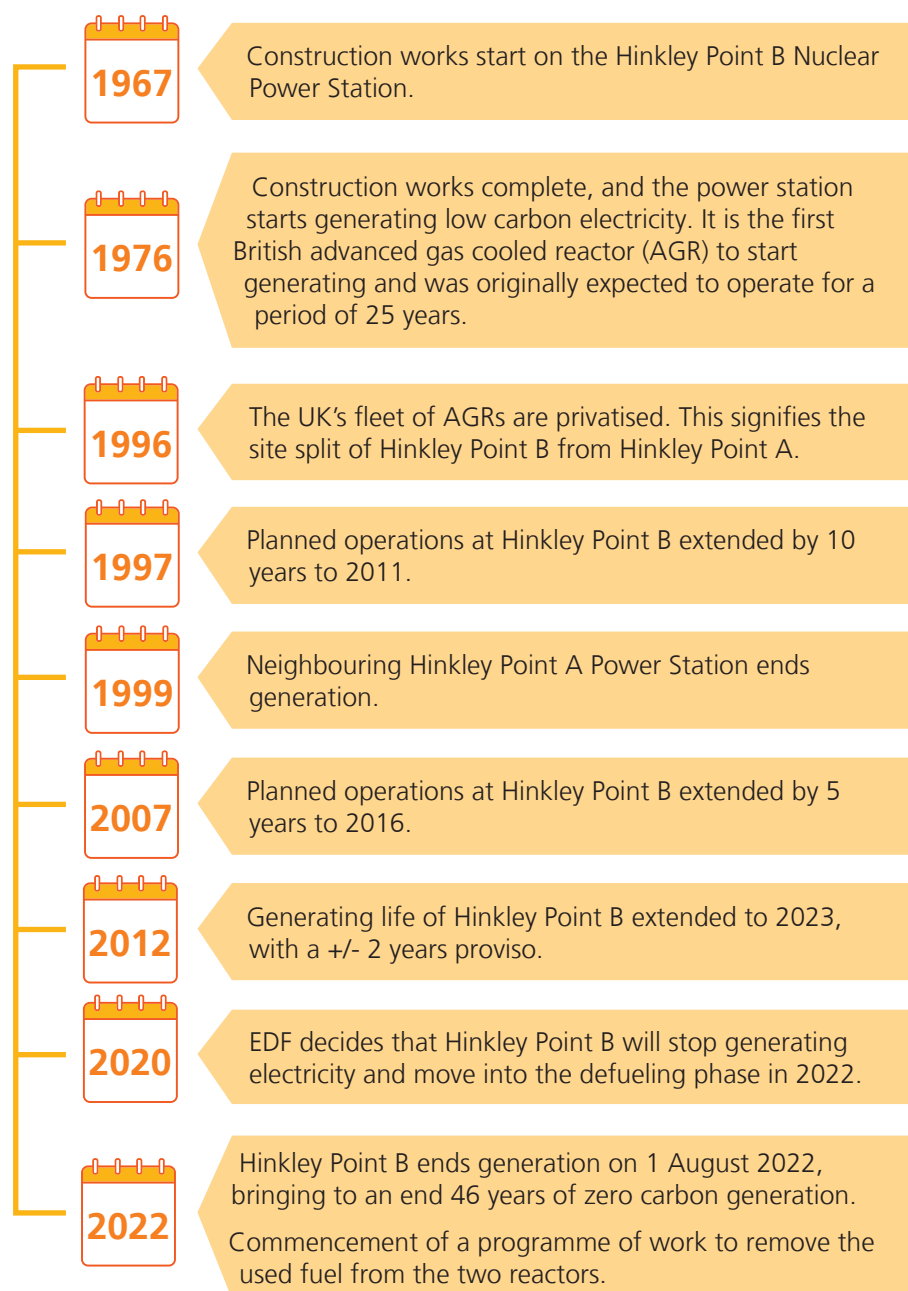 1967
Construction works start on the Hinkley Point B Nuclear
Power Station.
1976
Construction works complete, and the power station
starts generating low carbon electricity. It is the first
British advanced gas cooled reactor (AGR) to start
generating and was originally expected to operate for a
period of 25 years.
1996
The UK’s fleet of AGRs are privatised. This signifies the
site split of Hinkley Point B from Hinkley Point A.
1997
Planned operations at Hinkley Point B extended by 10
years to 2011.
1999
Neighbouring Hinkley Point A Power Station ends
generation.
2007
Planned operations at Hinkley Point B extended by 5
years to 2016.
2012
Generating life of Hinkley Point B extended to 2023,
with a +/- 2 years proviso.
2020
EDF decides that Hinkley Point B will stop generating
electricity and move into the defueling phase in 2022.
2022
Hinkley Point B ends generation on 1 August 2022,
bringing to an end 46 years of zero carbon generation.
Commencement of a programme of work to remove the
used fuel from the two reactors.